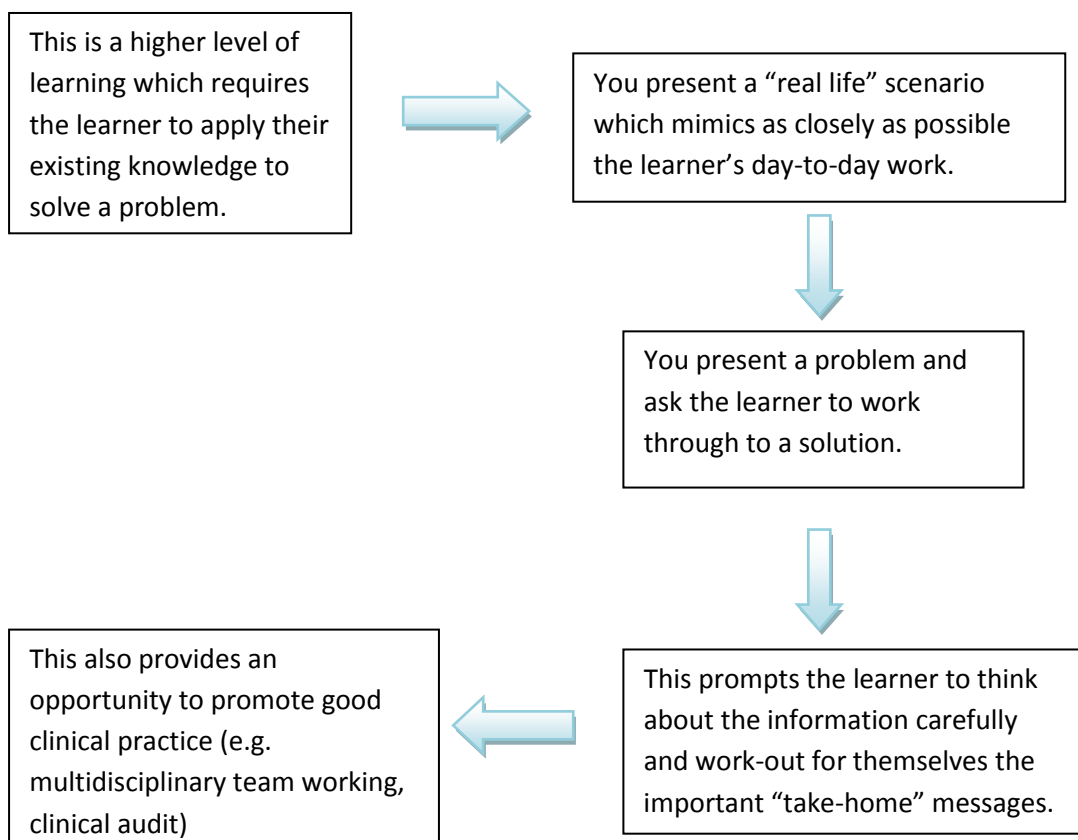 This is a higher level of
learning which requires
the learner to apply their
existing knowledge to
solve a problem.
You present a “real life” scenario
which mimics as closely as possible
the learner’s day-to-day work.
You present a problem and
ask the learner to work
through to a solution.
This prompts the learner to think
about the information carefully
and work-out for themselves the
important “take-home” messages.
This also provides an
opportunity to promote good
clinical practice (e.g.
multidisciplinary team working,
clinical audit)